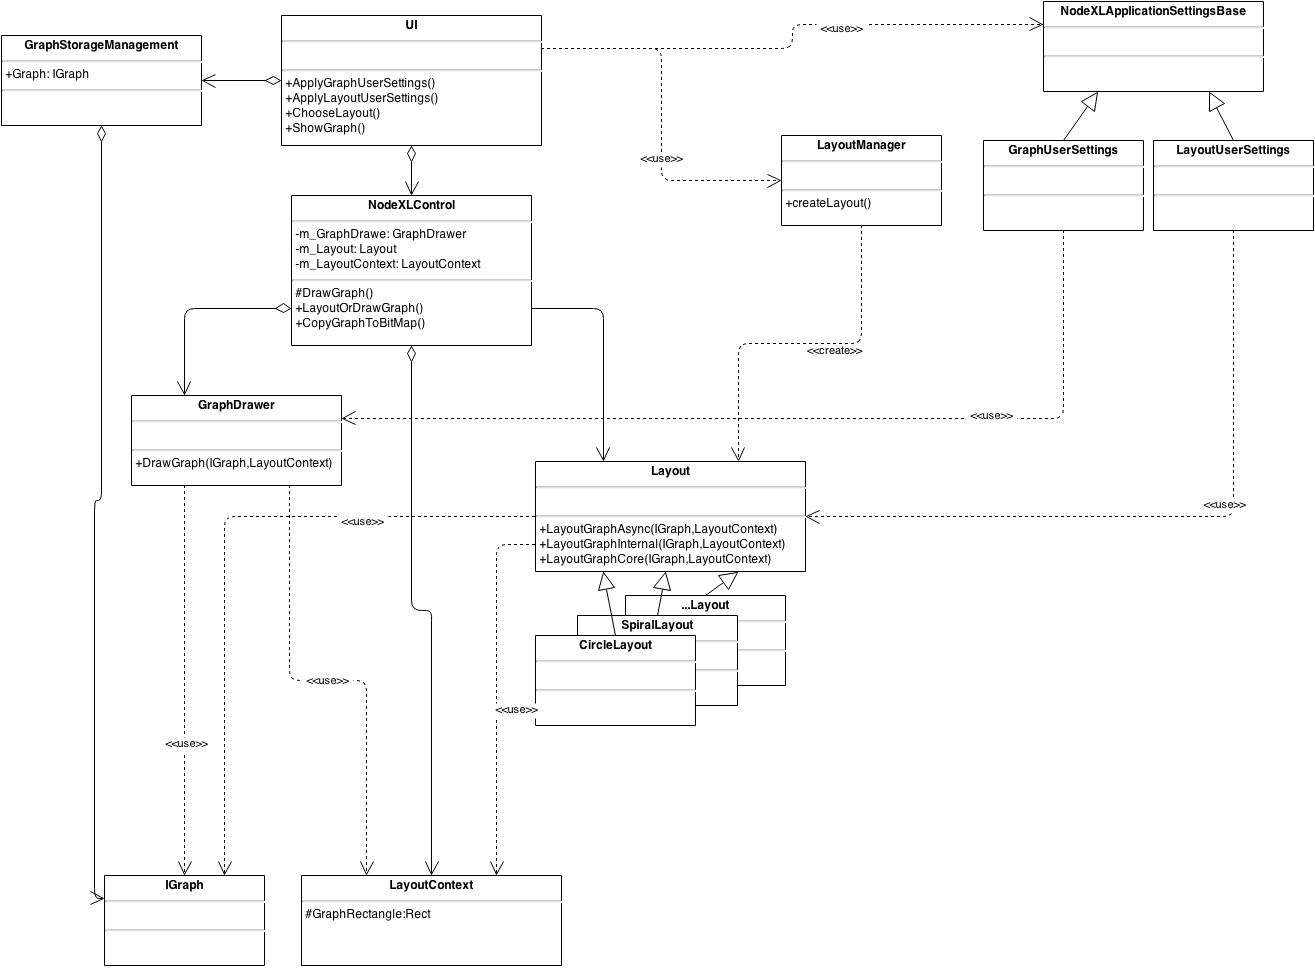 NodeXLApplicationSettingsBase
UI
<<use>>
GraphStorageManagement
+Graph: IGraph
+ApplyGraphUserSettings()
+ApplyLayoutUserSettings()
+ChooseLayout()
+ShowGraph()
<<use>>
LayoutManager
+createLayout()
GraphUserSettings
LayoutUserSettings
NodeXLControl
-m_GraphDrawe: GraphDrawer
-m_Layout: Layout
-m_LayoutContext: LayoutContext
#DrawGraph()
+LayoutOrDrawGraph()
+CopyGraphToBitMap()
<<create>>
GraphDrawer
+DrawGraph(IGraph,LayoutContext)
<<use>>
Layout
+LayoutGraphAsync(IGraph,LayoutContext)
+LayoutGraphInternal(IGraph,LayoutContext)
+LayoutGraphCore(IGraph,LayoutContext)
<<use>>
<<use>>
...Layout
SpiralLayout
CircleLayout
<<use>>
<<use>>
<<use>>
IGraph
LayoutContext
#GraphRectangle:Rect